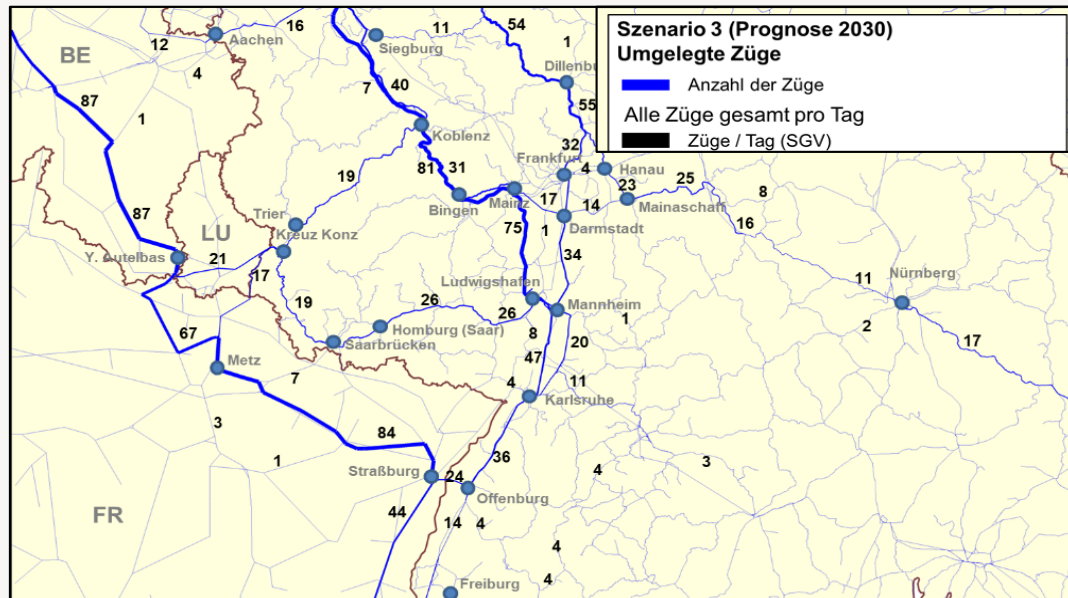 Szenario 3 (Prognose 2030)
Umgelegte Züge
Anzahl der Züge
Alle Züge gesamt pro Tag
Züge / Tag (SGV)
16
11
54
1
12
Aachen
Siegburg
BE
4
Dillenbu
87
7
40
55
1
Koblenz
32
Frankfurt
4
Hanau
81
31
19
23
25
8
Bingen
Mainz
17
14
Mainaschaff
87
Trier
16
LU
75
1
Darmstadt
Kreuz Konz
Y. Autelbas
21
34
17
11
Nürnberg
Ludwigshafen
19
26
26
Mannheim
1
67
Homburg (Saar)
8
2
Saarbrücken
20
17
Metz
47
7
11
4
Karlsruhe
3
84
36
1
3
4
Straßburg
24
Offenburg
FR
44
14
4
4
4
Freiburg